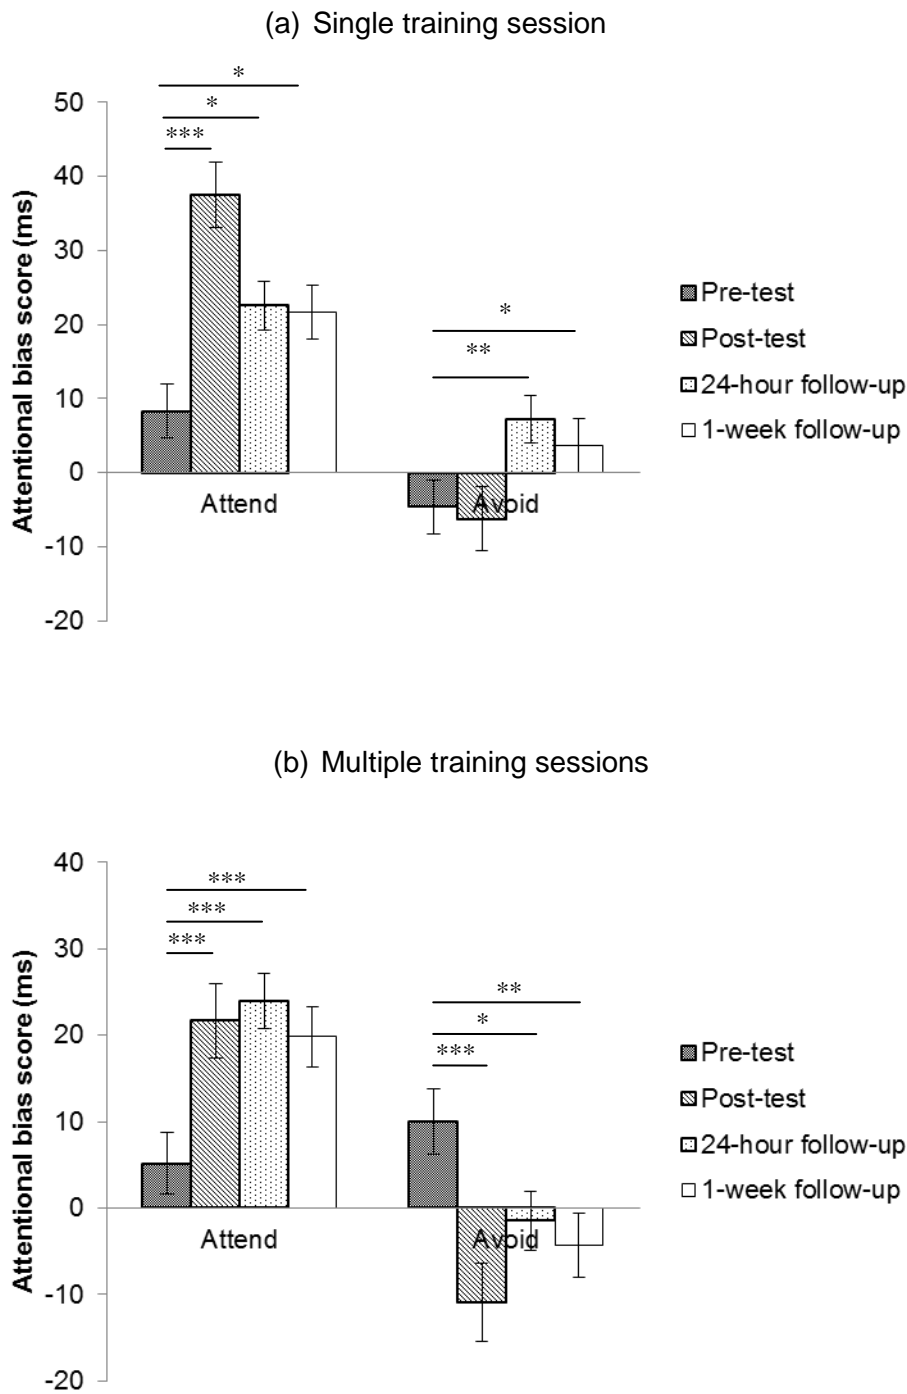 (a) Single training session
Attentional bias score (ms)
50
40
30
20
10
0
-10
-20
*
*
***
*
**
Attend
Avoid
Pre-test
Post-test
24-hour follow-up
1-week follow-up
(b) Multiple training sessions
Attentional bias score (ms)
40
30
20
10
0
-10
-20
***
***
***
**
*
***
Attend
Avoid
Pre-test
Post-test
24-hour follow-up
1-week follow-up